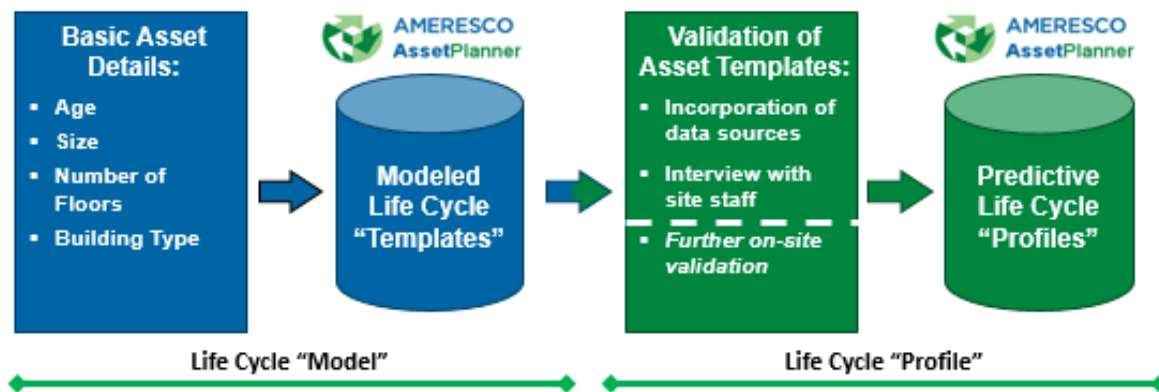 Basic Asset
Details:
▪ Age
▪ Size
▪ Number of
Floors
▪ Building Type
AMERESCO
AssetPlanner
Modeled
Life Cycle
“Templates”
Validation of
Asset Templates:
▪ Incorporation of
data sources
▪ Interview with
site staff
▪ Further on-site
validation
AMERESCO
AssetPlanner
Predictive
Life Cycle
“Profiles”
Life Cycle “Model”
Life Cycle “Profile”